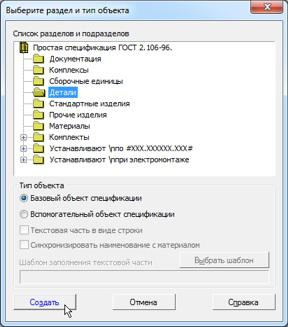 Выберите раздел и тип объекта
Список разделов и подразделов
Простая спецификация ГОСТ 2.106-96.
Документация
Комплексы
Сборочные единицы
Детали
Стандартные изделия
Прочие изделия
Материалы
Комплекты
Устанавливают \nпо #XXX.XXXXXX.XXX#
Устанавливают \nпри электромонтаже
Тип объекта
Базовый объект спецификации
Вспомогательный объект спецификации
Текстовая часть в виде строки
Синхронизировать наименование с материалом
Шаблон заполнения текстовой части
Выбрать шаблон
Создать
Отмена
Справка